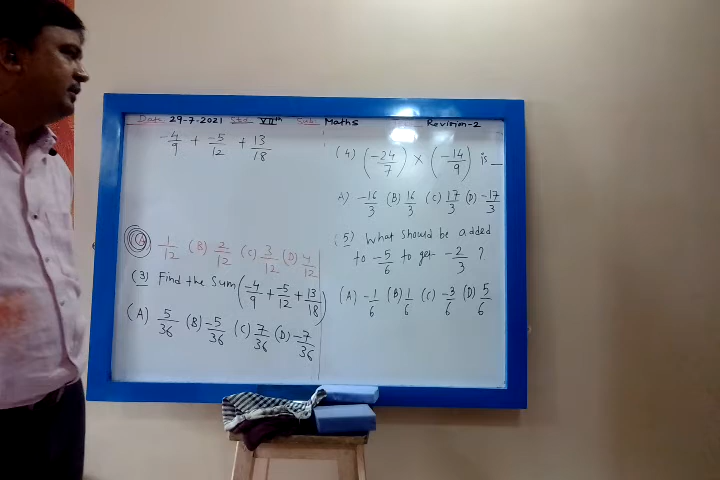 Date 29-7-2021 Std: VIIth Sub: Maths Revision-2
-4/9 + -5/12 + 13/18
1/12 (B) 2/12 (C) 3/12 (D) 4/12
(3) Find the Sum (-4/9 + -5/12 + 13/18)
(A) 5/36 (B) -5/36 (C) 7/36 (D) -7/36
(4) (-24/7) × (-14/9) is __
A) -16/3 (B) 16/3 (C) 17/3 (D) -17/3
(5) What should be added
to -5/6 to get -2/3 ?
(A) -1/6 (B) 1/6 (C) -3/6 (D) 5/6